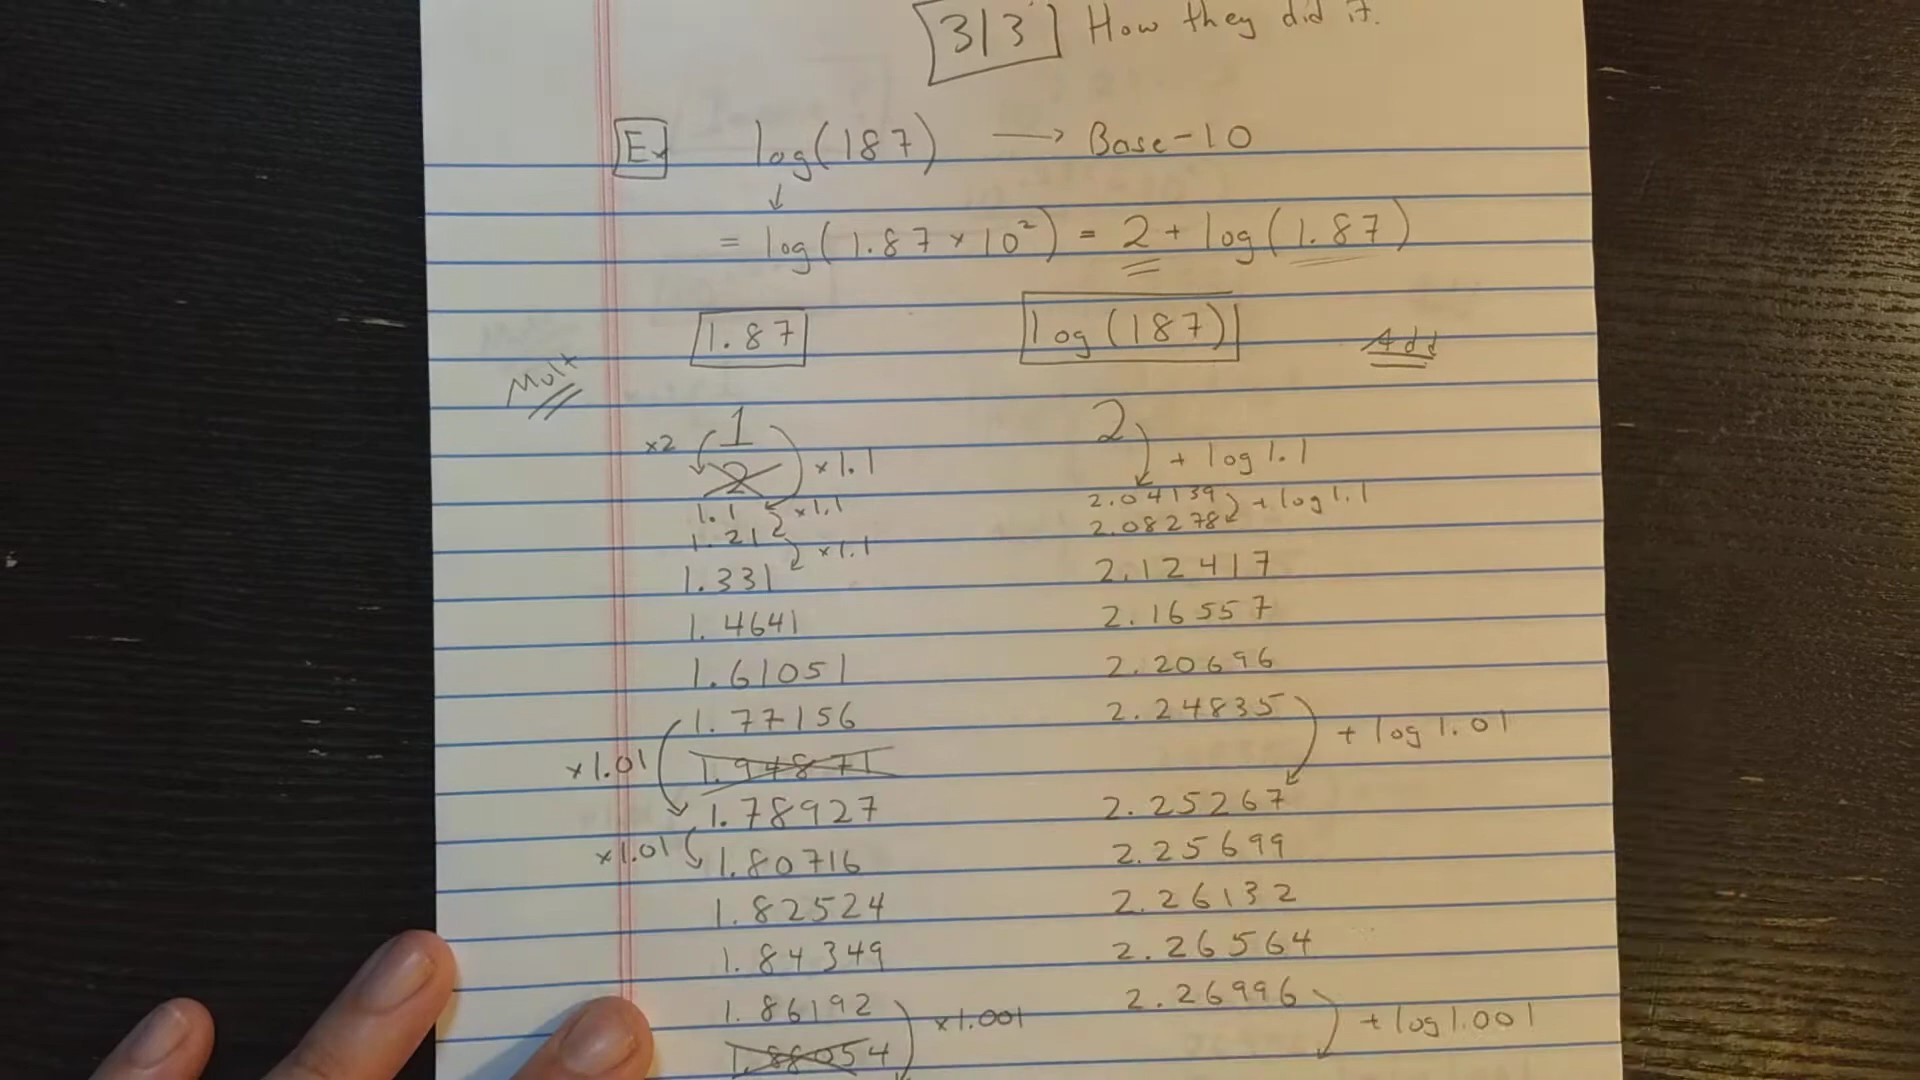 3/3 How they did it.
Ex log(187) → Base-10
↓
= log(1.87 × 10²) = 2 + log(1.87)
1.87 log(187) Add
Mult
1 2
×2 ×1.1 + log 1.1
2
1.1 ×1.1 2.04139 + log 1.1
1.21 ×1.1 2.08278
1.331 2.12417
1.4641 2.16557
1.61051 2.20696
1.77156 2.24835 + log 1.01
×1.01 1.94871
1.78927 2.25267
×1.01 1.80716 2.25699
1.82524 2.26132
1.84349 2.26564
1.86192 ×1.001 2.26996 + log 1.001
1.88054